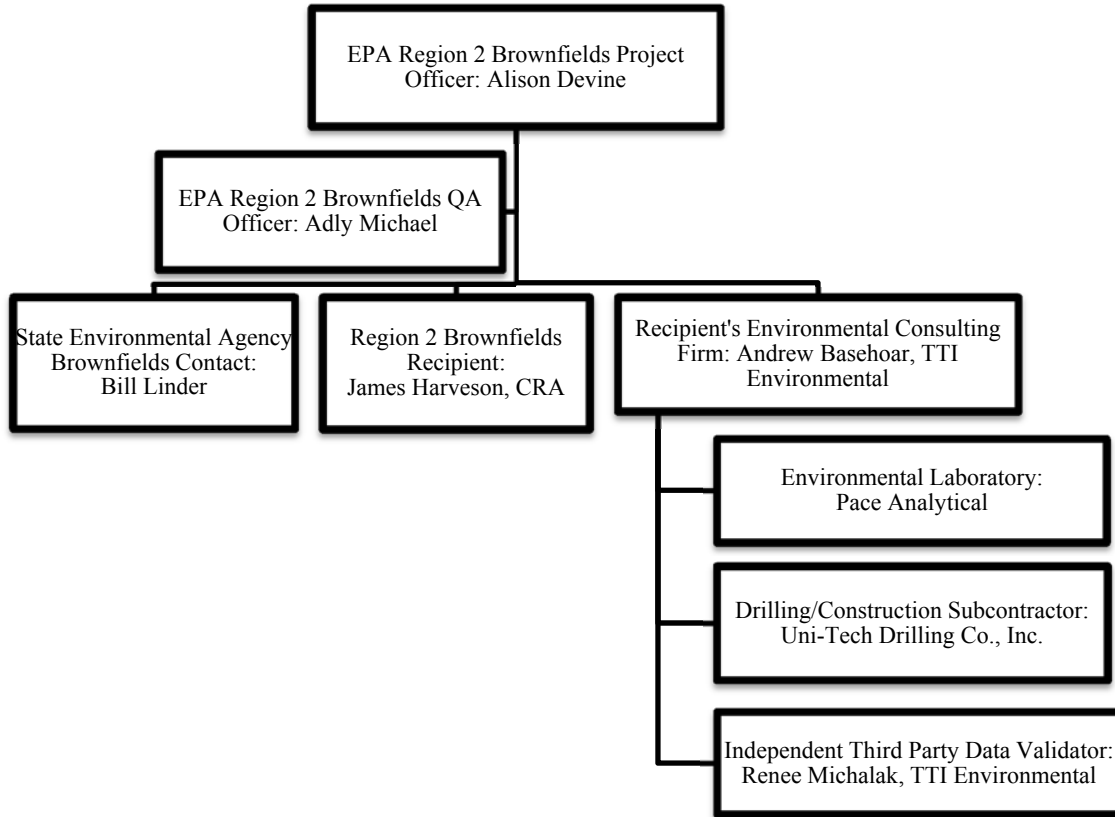 EPA Region 2 Brownfields Project
Officer: Alison Devine
EPA Region 2 Brownfields QA
Officer: Adly Michael
State Environmental Agency
Brownfields Contact:
Bill Linder
Region 2 Brownfields
Recipient:
James Harveson, CRA
Recipient's Environmental Consulting
Firm: Andrew Basehoar, TTI
Environmental
Environmental Laboratory:
Pace Analytical
Drilling/Construction Subcontractor:
Uni-Tech Drilling Co., Inc.
Independent Third Party Data Validator:
Renee Michalak, TTI Environmental